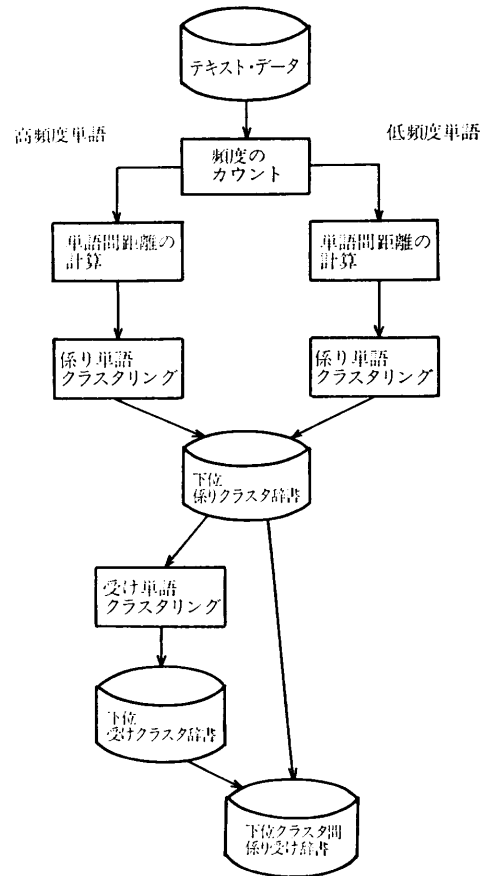 テキスト・データ
高頻度単語
低頻度単語
頻度の
カウント
単語間距離の
計算
単語間距離の
計算
係り単語
クラスタリング
係り単語
クラスタリング
下位
係りクラスタ辞書
受け単語
クラスタリング
下位
受けクラスタ辞書
下位クラスタ間
係り受け辞書